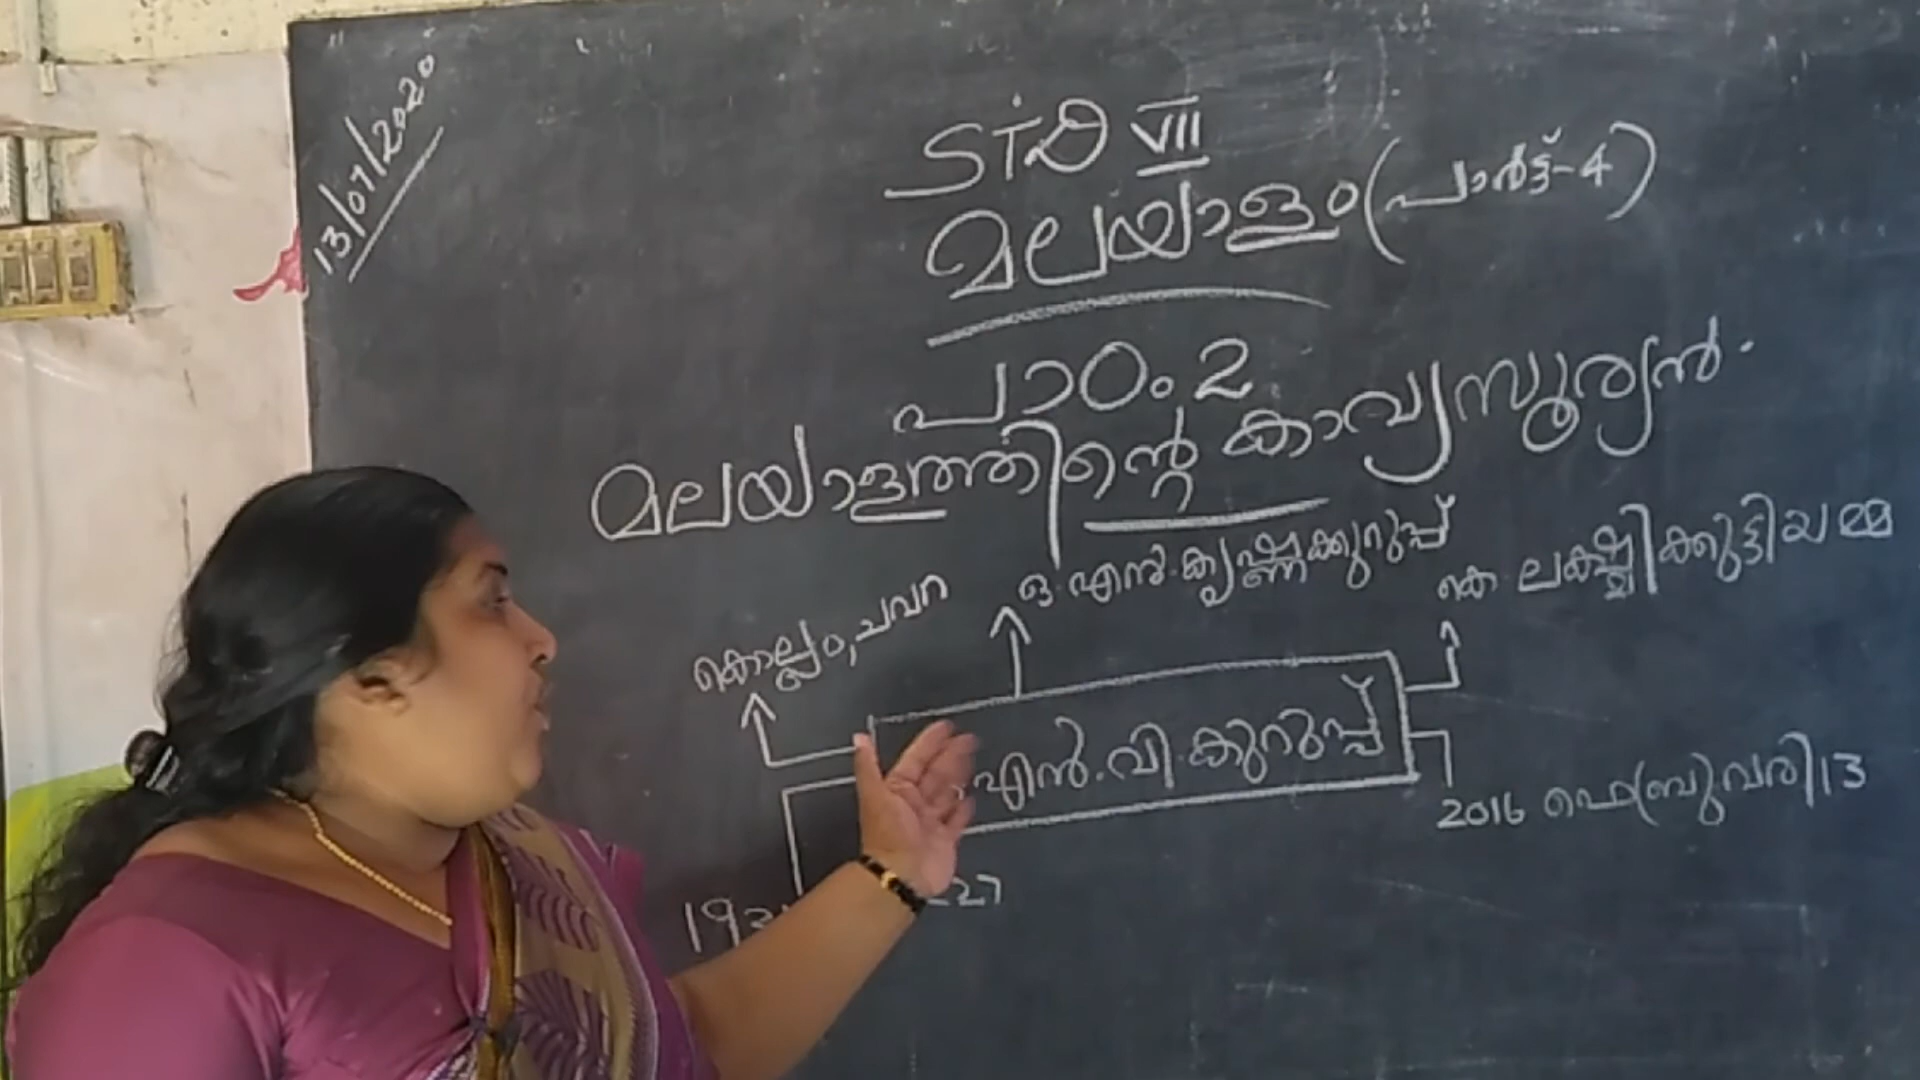 13/07/2020
STD VII
മലയാളം (പാർട്ട്-4)
പാഠം.2
മലയാളത്തിന്റെ കാവ്യസൂര്യൻ.
കൊല്ലം, ചവറ
ഒ.എൻ.കൃഷ്ണക്കുറുപ്പ്
കെ ലക്ഷ്മിക്കുട്ടിയമ്മ
എൻ.വി.കുറുപ്പ്
2016 ഫെബ്രുവരി 13
27